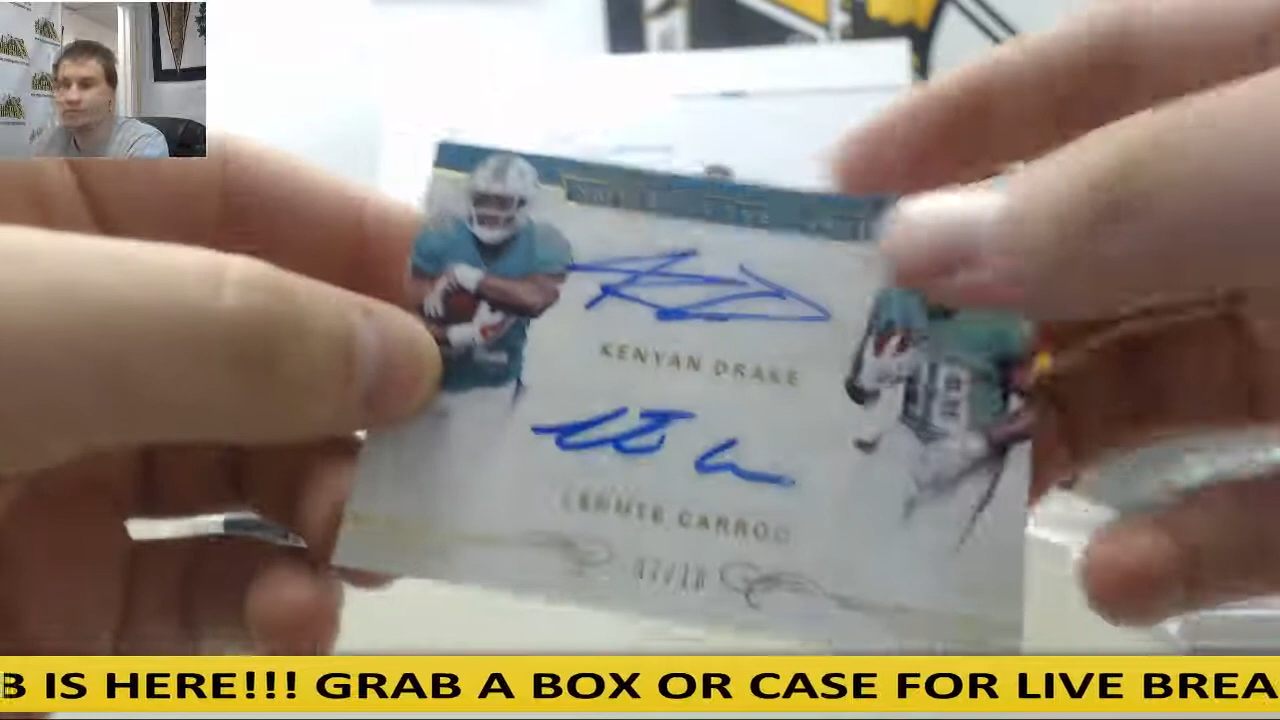 KENYAN DRAKE
LEONTE CARROO
B IS HERE!!! GRAB A BOX OR CASE FOR LIVE BREA